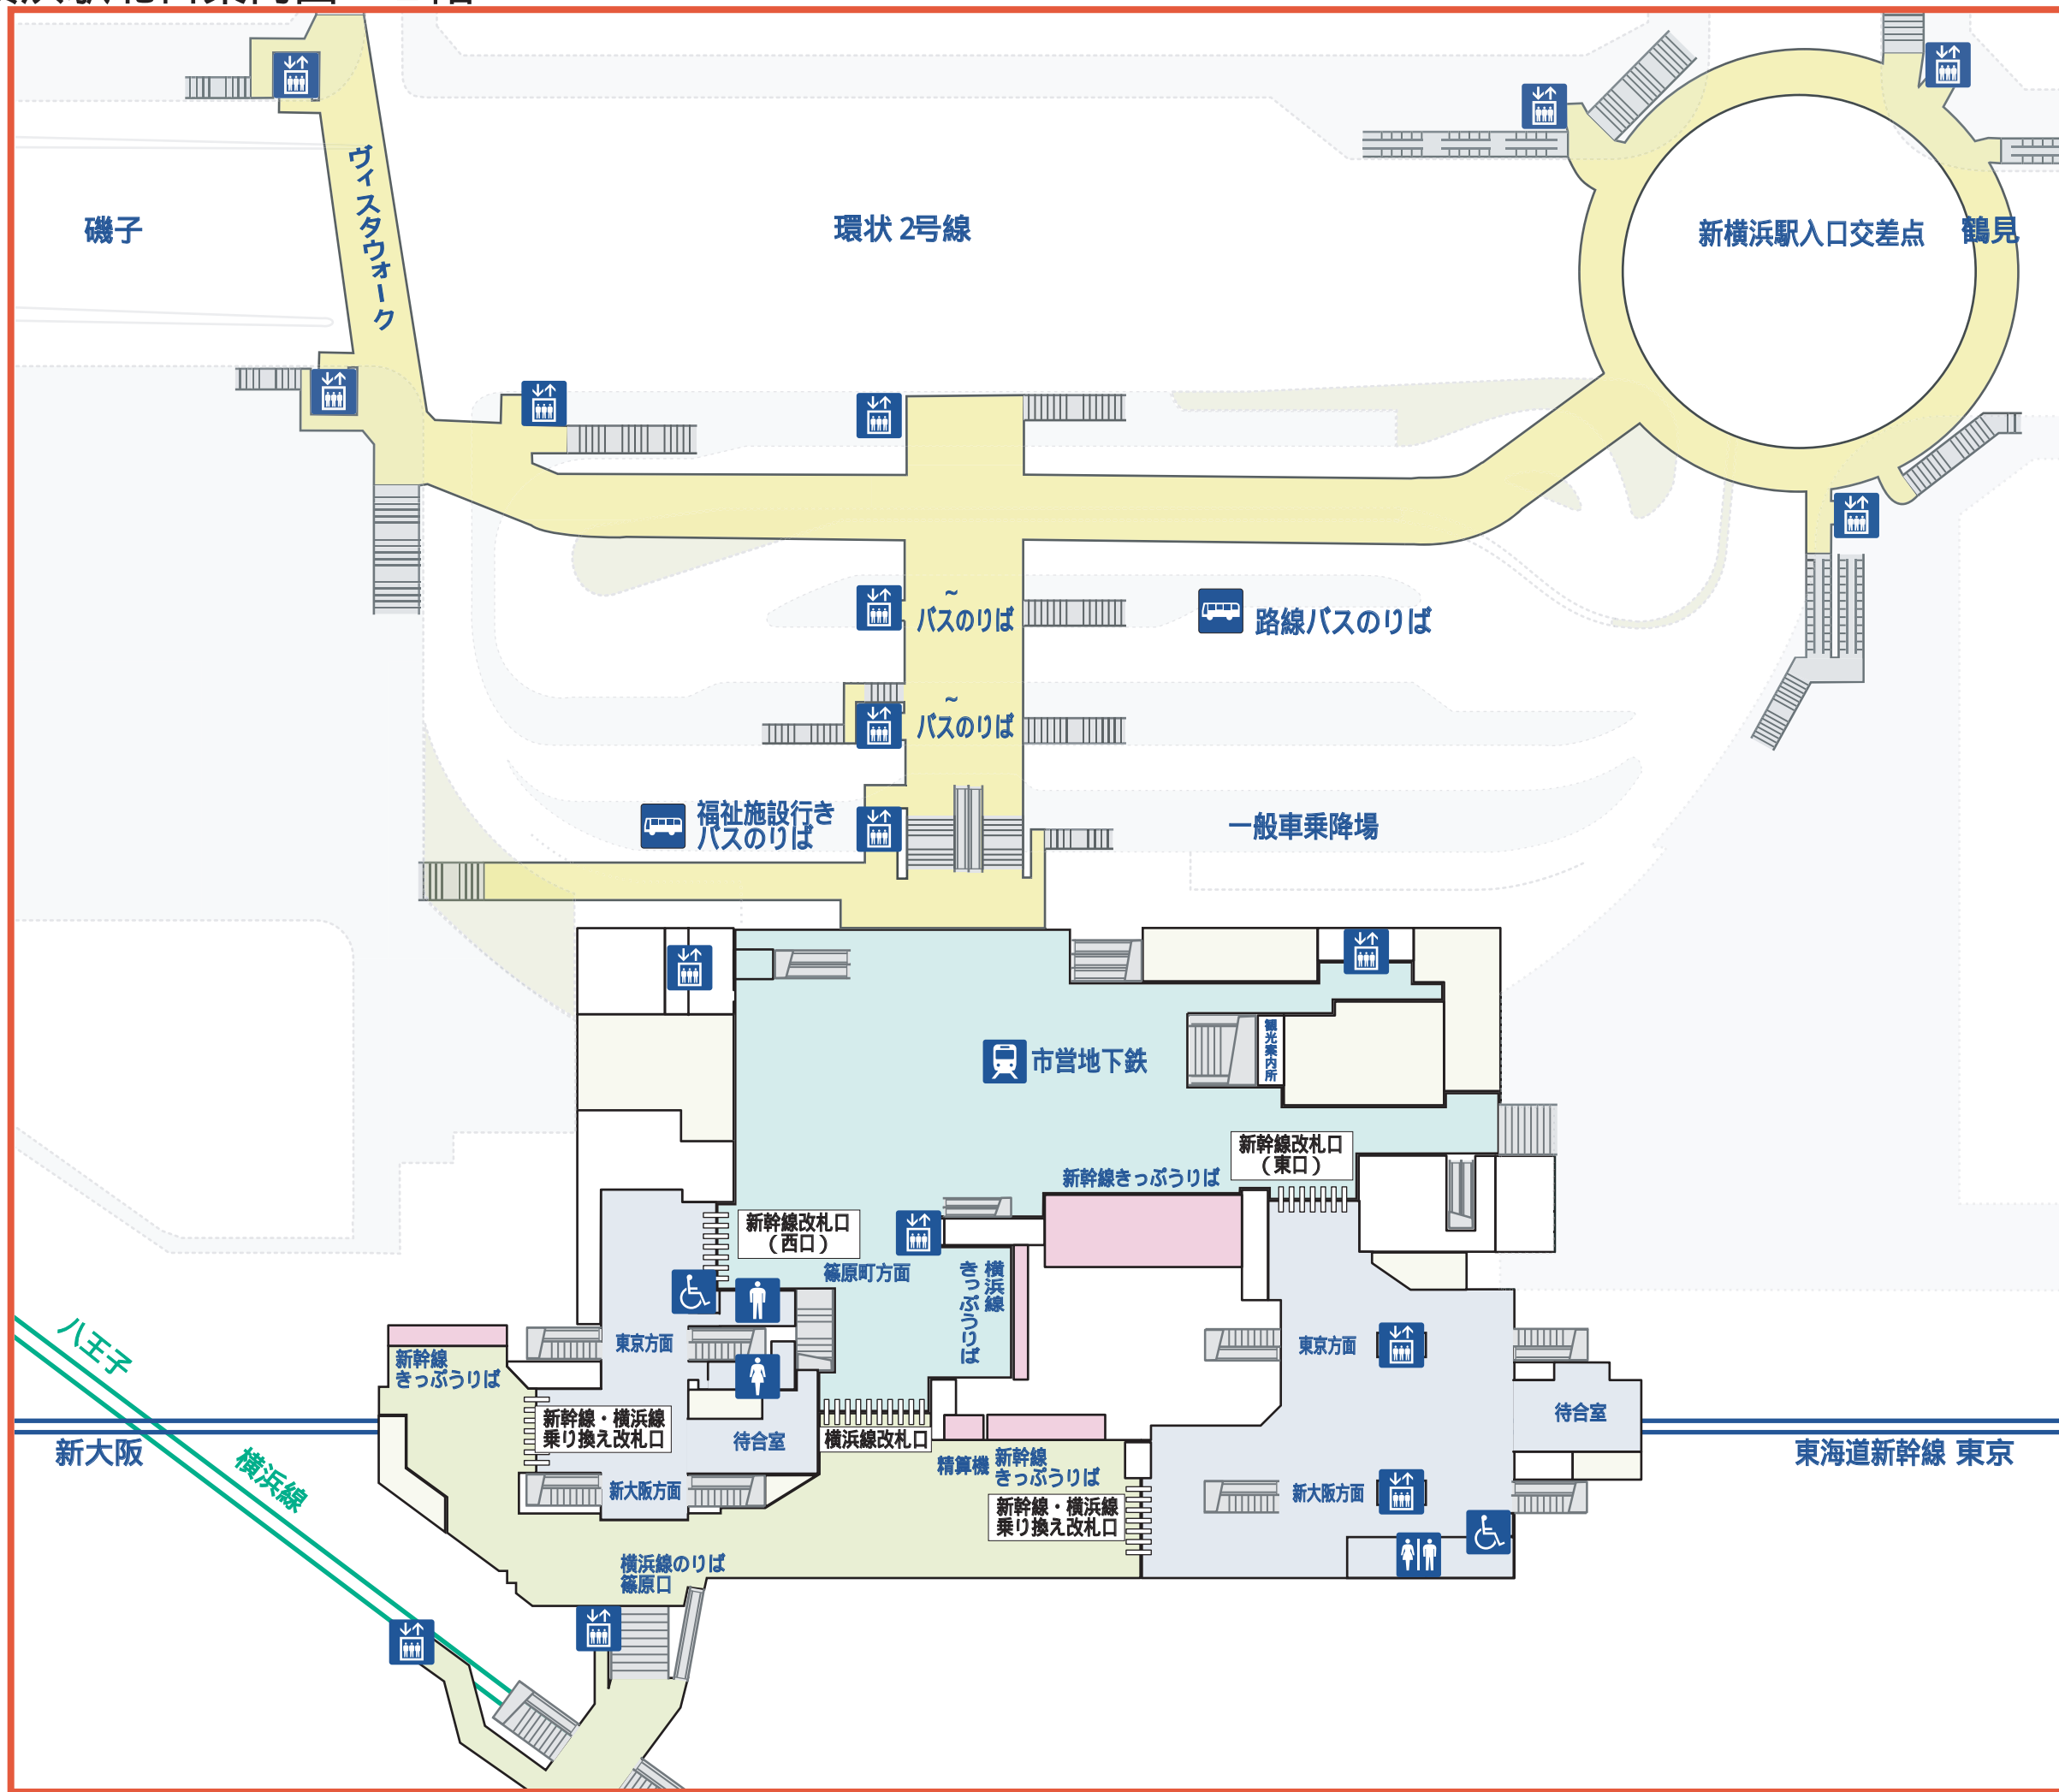 ヴィスタウォーク
磯子
環状 2号線
新横浜駅入口交差点
鶴見
~
バスのりば
路線バスのりば
~
バスのりば
福祉施設行き
バスのりば
一般車乗降場
市営地下鉄
観光案内所
新幹線改札口
（東口）
新幹線きっぷうりば
新幹線改札口
（西口）
篠原町方面
横浜線
きっぷうりば
八王子
東京方面
東京方面
新幹線
きっぷうりば
新幹線・横浜線
乗り換え改札口
待合室
横浜線改札口
待合室
新大阪
横浜線
精算機
新幹線
きっぷうりば
東海道新幹線 東京
新大阪方面
新大阪方面
新幹線・横浜線
乗り換え改札口
横浜線のりば
篠原口